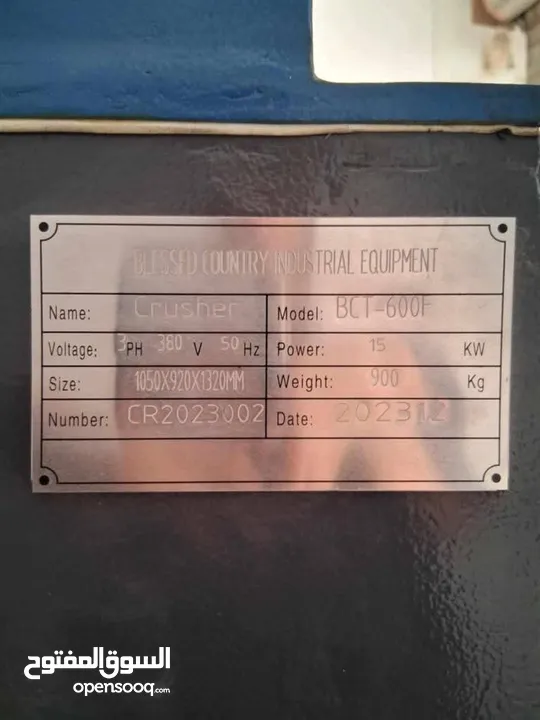 BLESSED COUNTRY INDUSTRIAL EQUIPMENT
Name: Crusher Model: BCT-600F
Voltage: 3PH 380 V 50 Hz Power: 15 KW
Size: 1050X920X1320MM Weight: 900 Kg
Number: CR2023002 Date: 202312
السوق المفتوح
opensooq.com